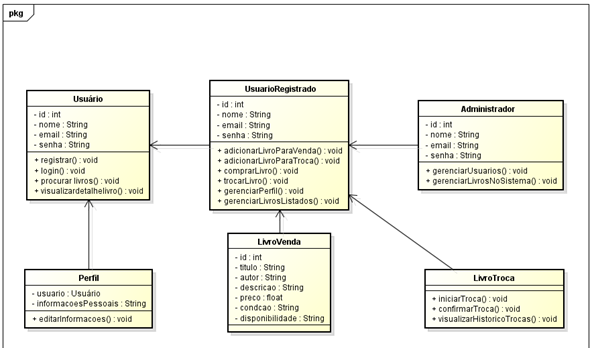 pkg
Usuário
- id : int
- nome : String
- email : String
- senha : String
+ registrar() : void
+ login() : void
+ procurar livros() : void
+ visualizardetalhelivro() : void
UsuarioRegistrado
- id : int
- nome : String
- email : String
- senha : String
+ adicionarLivroParaVenda() : void
+ adicionarLivroParaTroca() : void
+ comprarLivro() : void
+ trocarLivro() : void
+ gerenciarPerfil() : void
+ gerenciarLivrosListados() : void
Administrador
- id : int
- nome : String
- email : String
- senha : String
+ gerenciarUsuarios() : void
+ gerenciarLivrosNoSistema() : void
Perfil
- usuario : Usuário
- informacoesPessoais : String
+ editarInformacoes() : void
LivroVenda
- id : int
- titulo : String
- autor : String
- descricao : String
- preco : float
- condcao : String
- disponibilidade : String
LivroTroca
+ iniciarTroca() : void
+ confirmarTroca() : void
+ visualizarHistoricoTrocas() : void